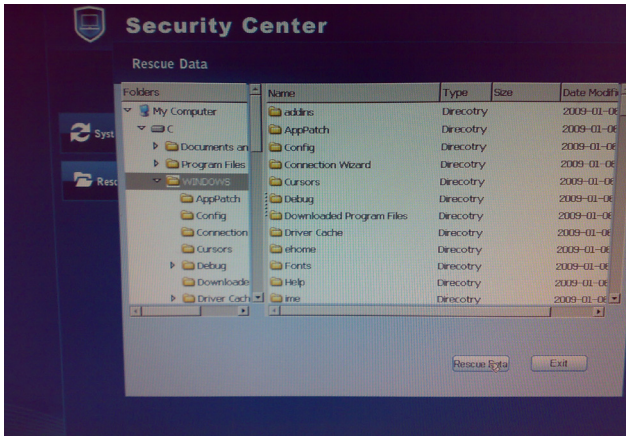 Security Center
Rescue Data
Folders
Name Type Size Date Modifi
My Computer
C
Documents an
Program Files
WINDOWS
AppPatch
Config
Connection
Cursors
Debug
Downloade
Driver Cach
Syst
Resc
addins Direcotry 2009-01-06
AppPatch Direcotry 2009-01-06
Config Direcotry 2009-01-06
Connection Wizard Direcotry 2009-01-06
Cursors Direcotry 2009-01-06
Debug Direcotry 2009-01-06
Downloaded Program Files Direcotry 2009-01-06
Driver Cache Direcotry 2009-01-06
ehome Direcotry 2009-01-06
Fonts Direcotry 2009-01-06
Help Direcotry 2009-01-06
ime Direcotry 2009-01-06
Rescue Data
Exit